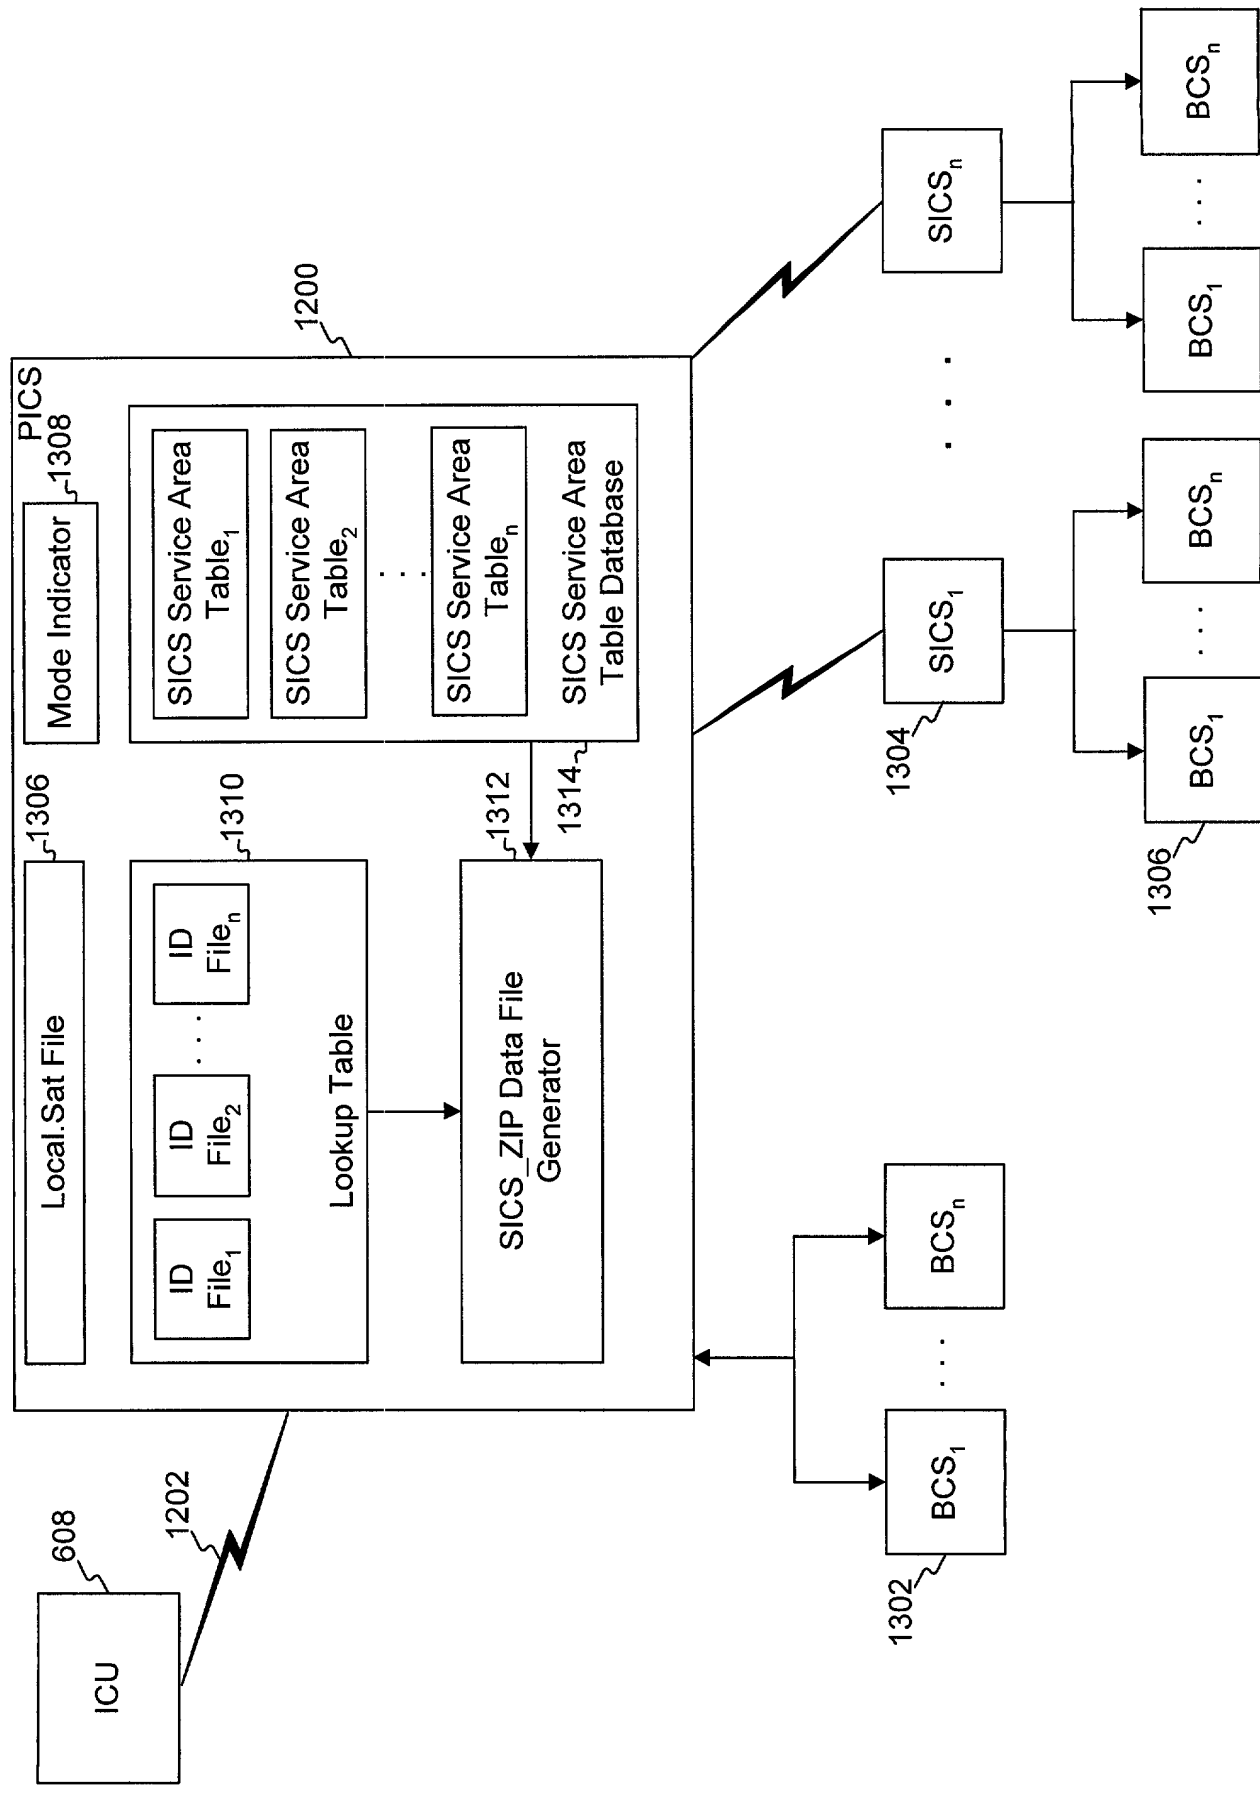 ICU
608
1202
PICS
1200
Local.Sat File
1306
Mode Indicator
1308
ID
File1
ID
File2
. . .
ID
Filen
Lookup Table
1310
SICS Service Area
Table1
SICS Service Area
Table2
. . .
SICS Service Area
Tablen
SICS Service Area
Table Database
1314
SICS_ZIP Data File
Generator
1312
BCS1
. . .
BCSn
1302
SICS1
1304
. . .
SICSn
BCS1
. . .
BCSn
1306
BCS1
. . .
BCSn